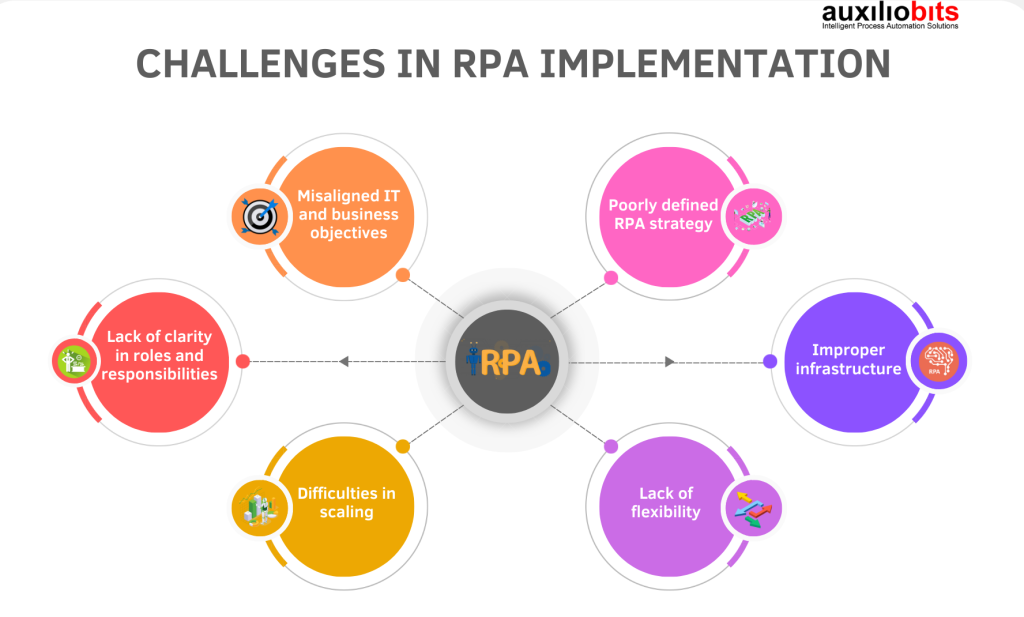 auxiliobits
Intelligent Process Automation Solutions
CHALLENGES IN RPA IMPLEMENTATION
Misaligned IT
and business
objectives
Poorly defined
RPA strategy
RPA
Lack of clarity
in roles and
responsibilities
RPA
Improper
infrastructure
RPA
Difficulties in
scaling
Lack of
flexibility